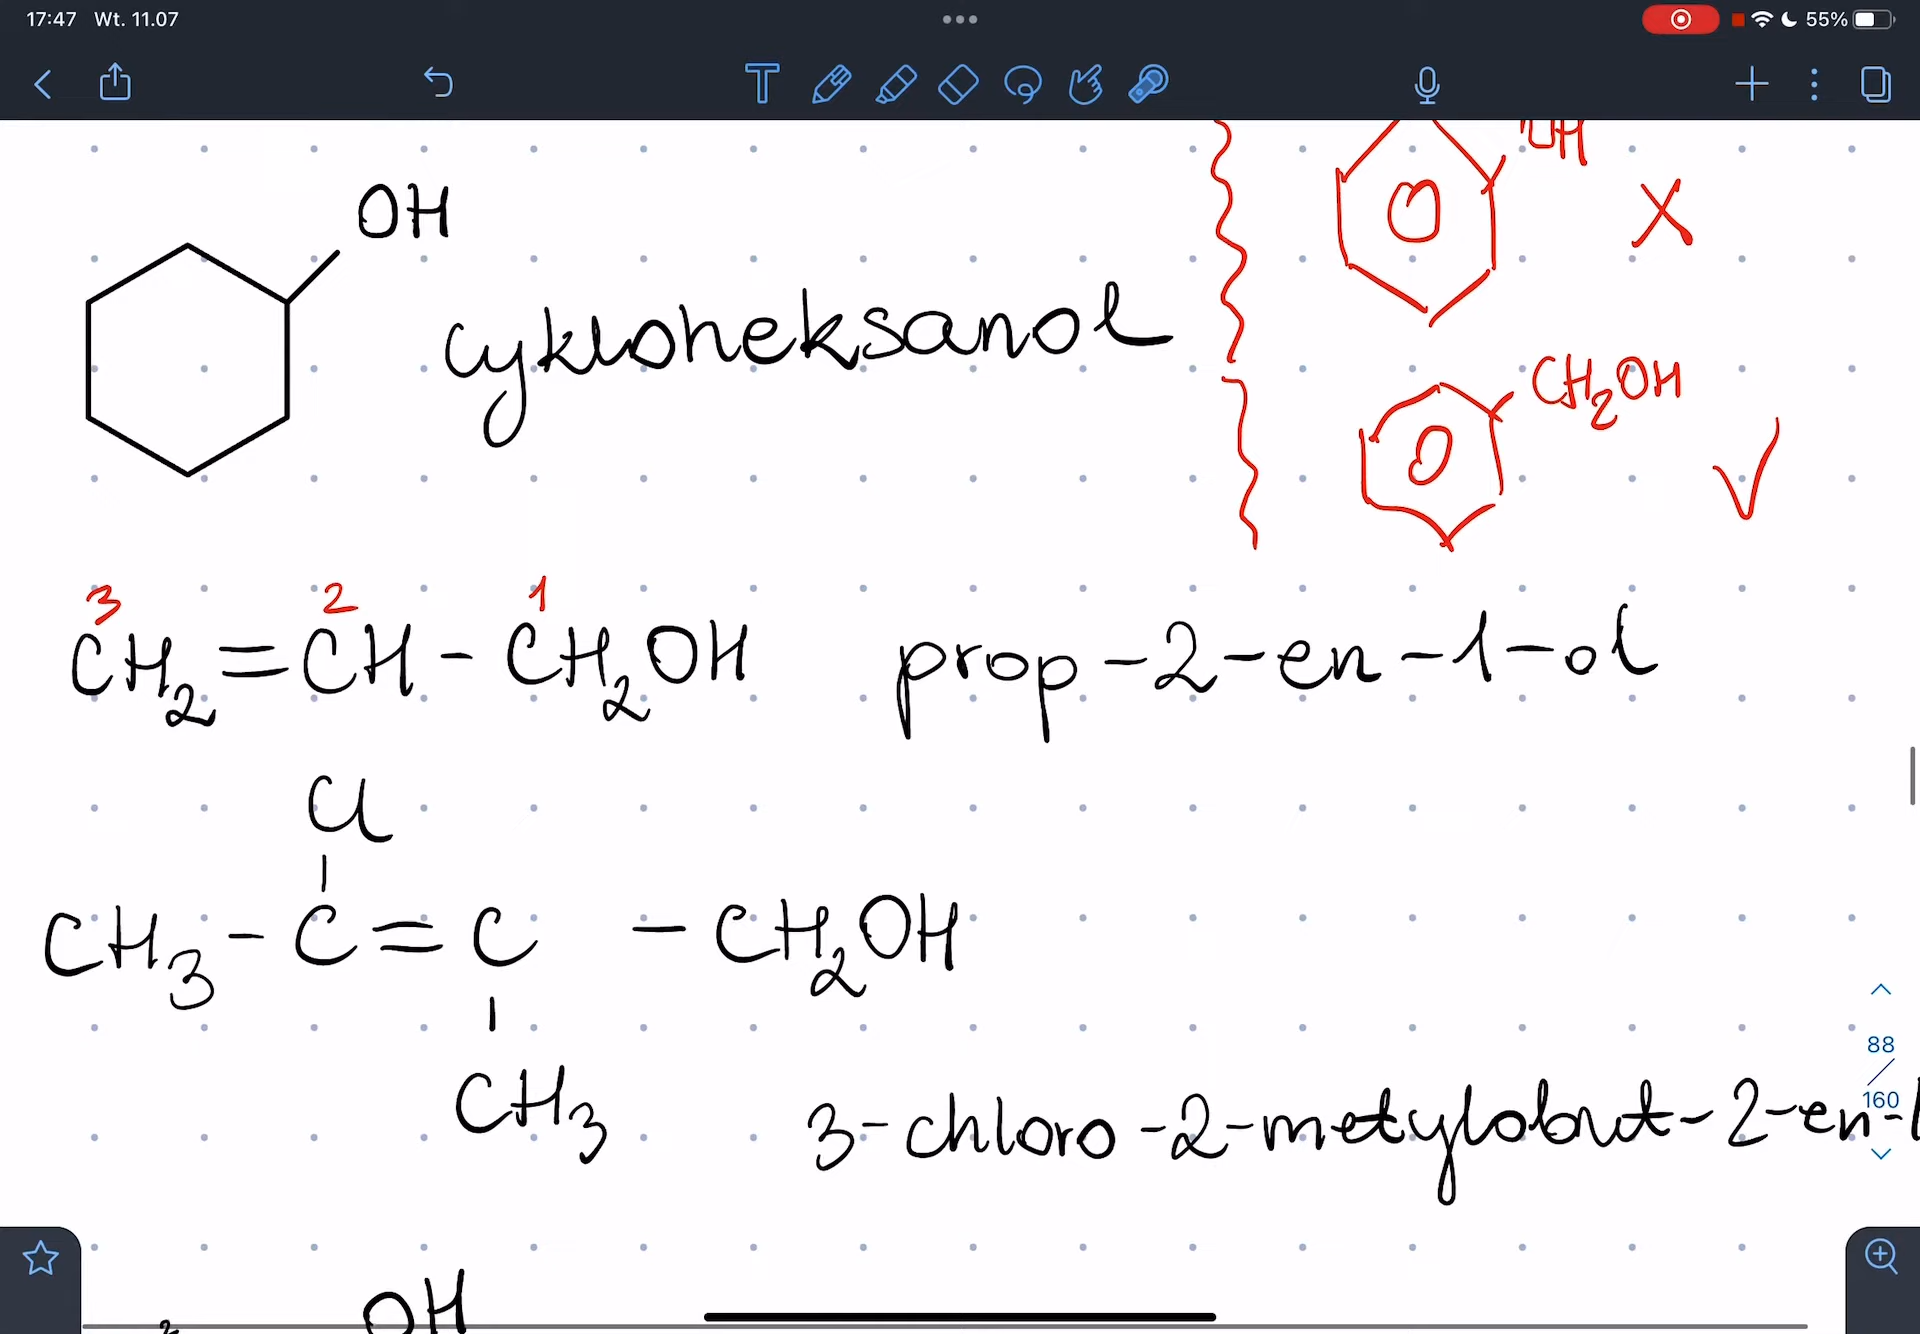 17:47 Wt. 11.07
55%
OH
OH
X
cykloheksanol
CH2OH
3 2 1
CH2=CH-CH2OH prop-2-en-1-ol
Cl
CH3-C=C-CH2OH
CH3
88
160
3-chloro-2-metylobut-2-en-1
OH